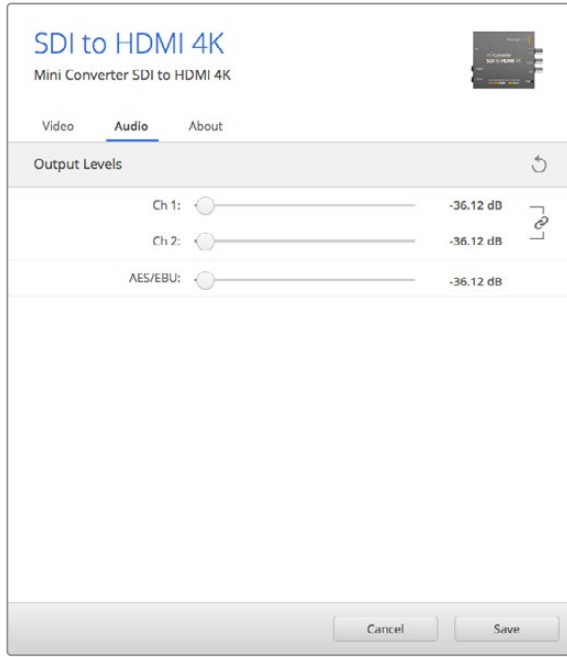 SDI to HDMI 4K
Mini Converter SDI to HDMI 4K
Video Audio About
Output Levels
Ch 1: -36.12 dB
Ch 2: -36.12 dB
AES/EBU: -36.12 dB
Cancel Save